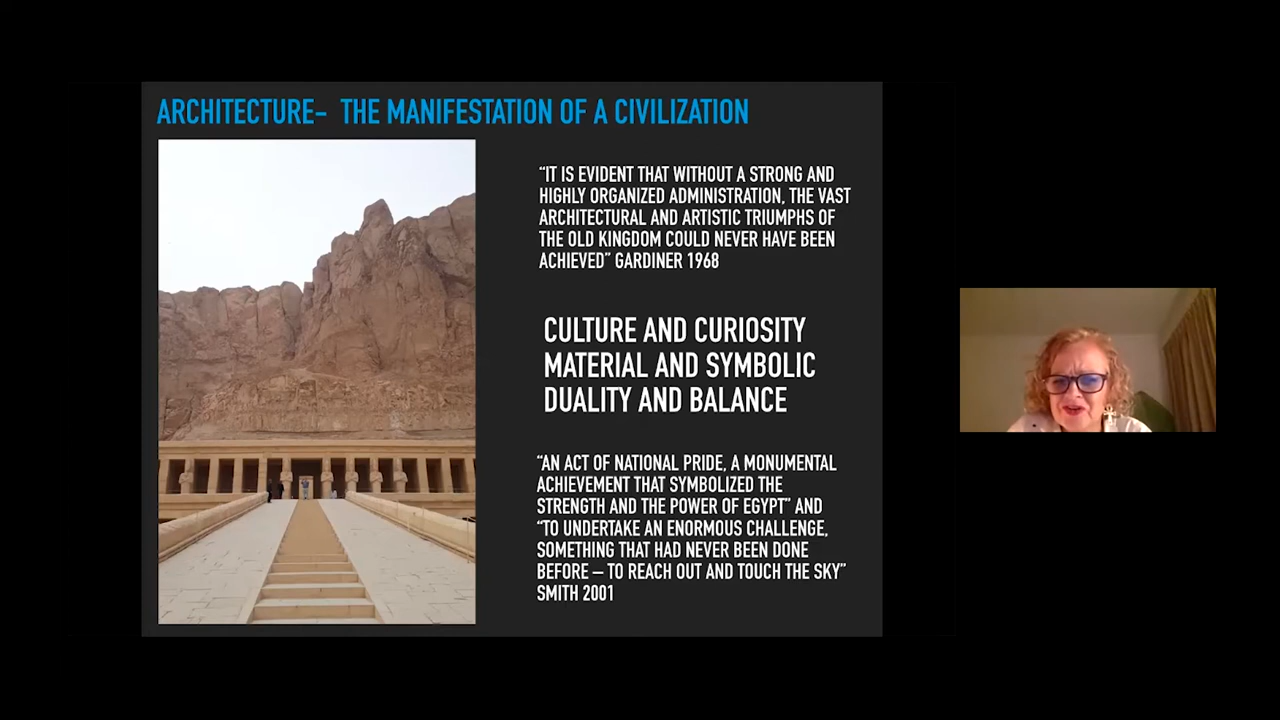 ARCHITECTURE- THE MANIFESTATION OF A CIVILIZATION
“IT IS EVIDENT THAT WITHOUT A STRONG AND
HIGHLY ORGANIZED ADMINISTRATION, THE VAST
ARCHITECTURAL AND ARTISTIC TRIUMPHS OF
THE OLD KINGDOM COULD NEVER HAVE BEEN
ACHIEVED” GARDINER 1968
CULTURE AND CURIOSITY
MATERIAL AND SYMBOLIC
DUALITY AND BALANCE
“AN ACT OF NATIONAL PRIDE, A MONUMENTAL
ACHIEVEMENT THAT SYMBOLIZED THE
STRENGTH AND THE POWER OF EGYPT” AND
“TO UNDERTAKE AN ENORMOUS CHALLENGE,
SOMETHING THAT HAD NEVER BEEN DONE
BEFORE – TO REACH OUT AND TOUCH THE SKY”
SMITH 2001